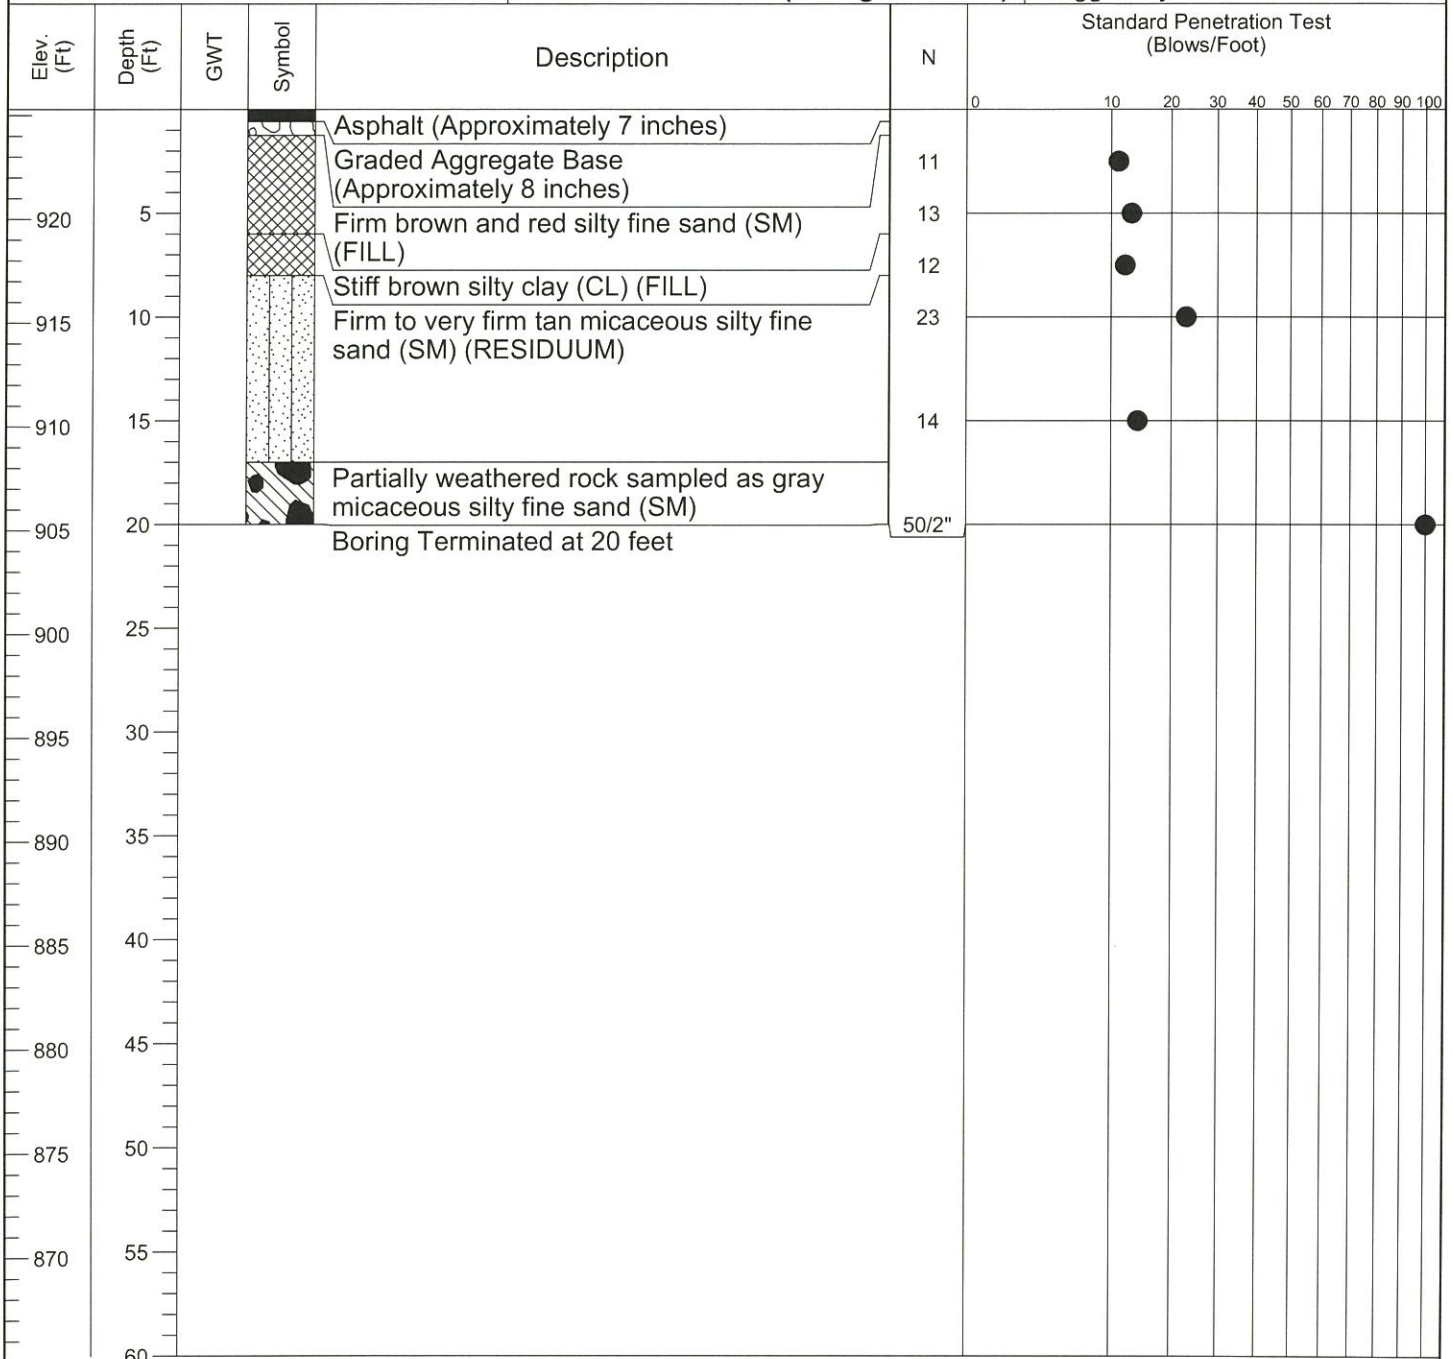 Elev.
(Ft)
Depth
(Ft)
GWT
Symbol
Description
N
Standard Penetration Test
(Blows/Foot)
0 10 20 30 40 50 60 70 80 90 100
Asphalt (Approximately 7 inches)
Graded Aggregate Base
(Approximately 8 inches)
11
920
5
Firm brown and red silty fine sand (SM)
(FILL)
13
12
Stiff brown silty clay (CL) (FILL)
915
10
Firm to very firm tan micaceous silty fine
sand (SM) (RESIDUUM)
23
910
15
14
Partially weathered rock sampled as gray
micaceous silty fine sand (SM)
905
20
50/2"
Boring Terminated at 20 feet
900
25
895
30
890
35
885
40
880
45
875
50
870
55
60